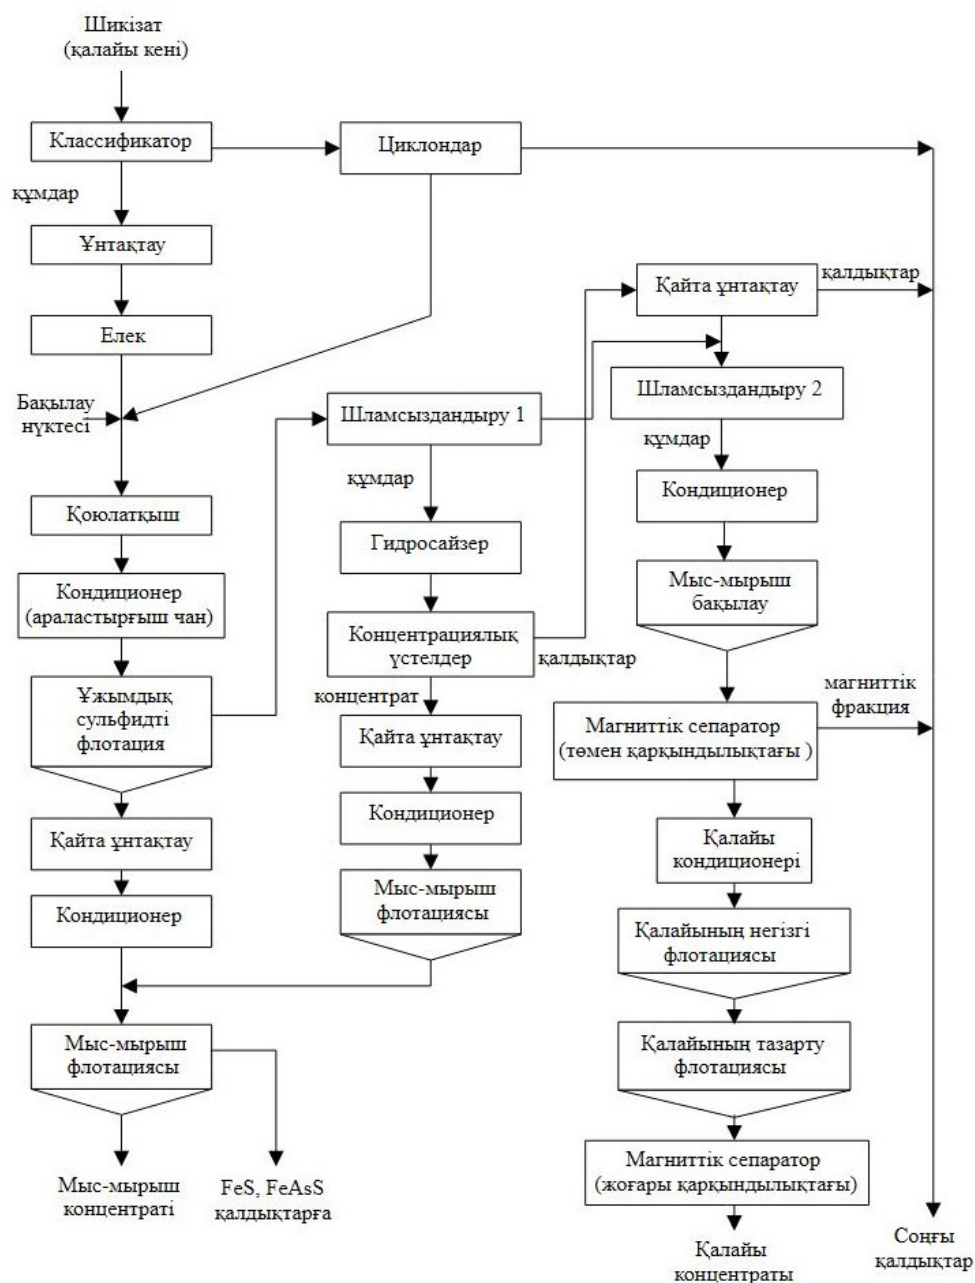 Шикізат
(қалайы кені)
Классификатор
Циклондар
құмдар
Ұнтақтау
Елек
Бақылау
нүктесі
Қоюлатқыш
Кондиционер
(араластырғыш чан)
Ұжымдық
сульфидті
флотация
Қайта ұнтақтау
Кондиционер
Мыс-мырыш
флотациясы
Мыс-мырыш
концентраті
FeS, FeAsS
қалдықтарға
Шламсыздандыру 1
құмдар
Гидросайзер
Концентрациялық
үстелдер
қалдықтар
концентрат
Қайта ұнтақтау
Кондиционер
Мыс-мырыш
флотациясы
Қайта ұнтақтау
қалдықтар
Шламсыздандыру 2
құмдар
Кондиционер
Мыс-мырыш
бақылау
Магниттік сепаратор
(төмен қарқындылықтағы )
магниттік
фракция
Қалайы
кондиционері
Қалайының негізгі
флотациясы
Қалайының тазарту
флотациясы
Магниттік сепаратор
(жоғары қарқындылықтағы)
Қалайы
концентраты
Соңғы
қалдықтар